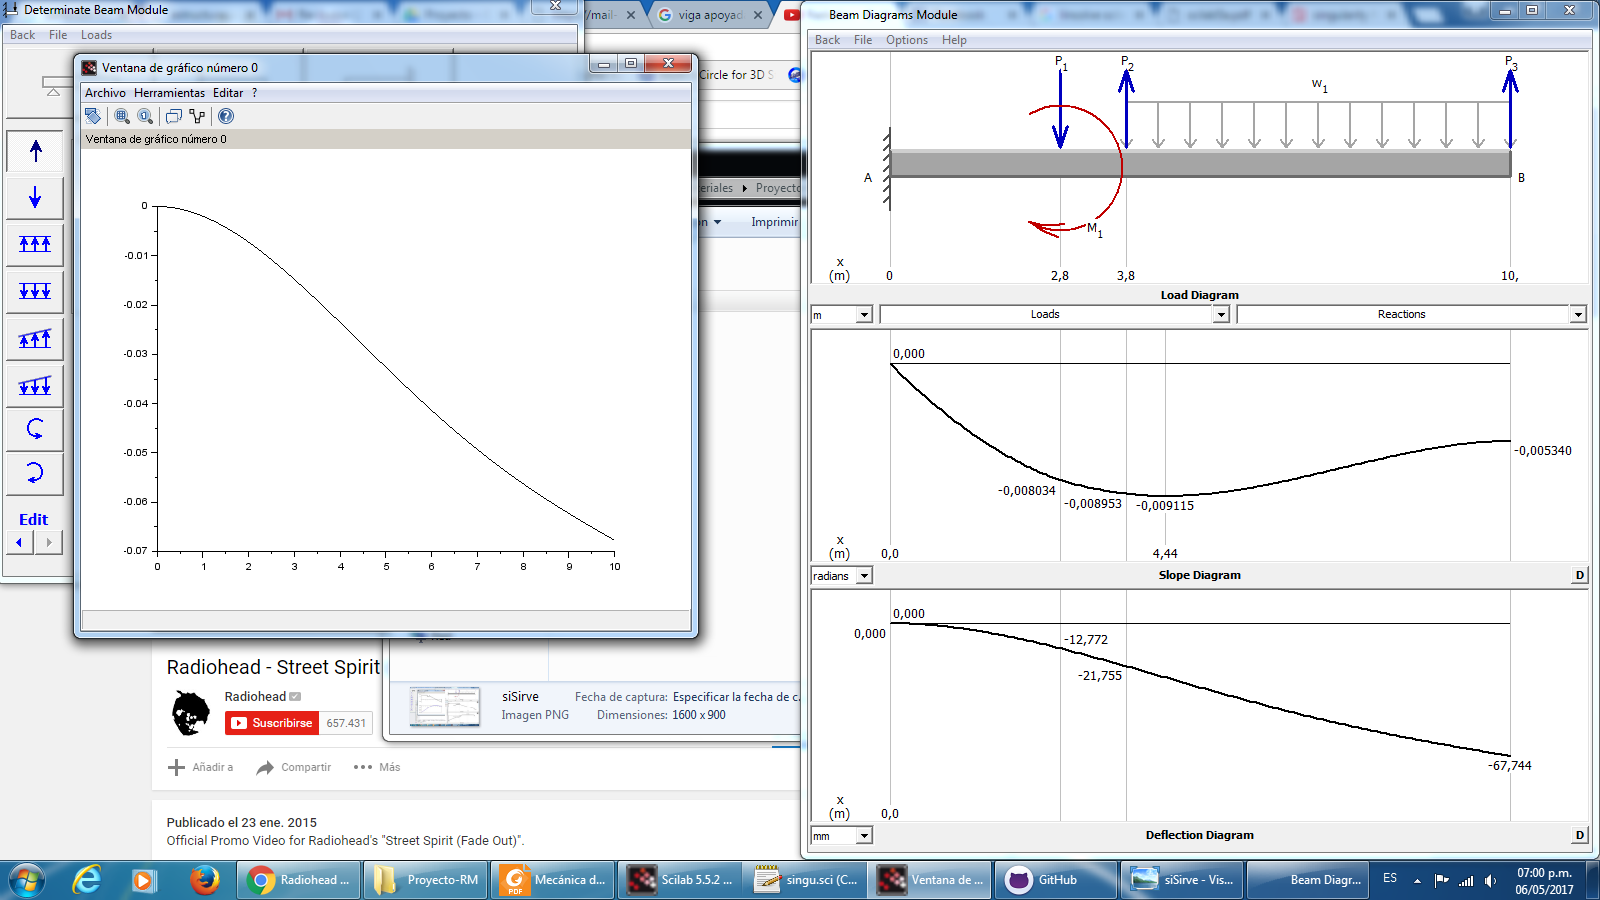 Determinate Beam Module
Back File Loads
Edit
Ventana de gráfico número 0
Archivo Herramientas Editar ?
Ventana de gráfico número 0
0
-0.01
-0.02
-0.03
-0.04
-0.05
-0.06
-0.07
0 1 2 3 4 5 6 7 8 9 10
/mail-
viga apoyad
Circle for 3D S
eriales Proyecto
Imprimir
Radiohead - Street Spirit
Radiohead
Suscribirse 657.431
Añadir a Compartir Más
Publicado el 23 ene. 2015
Official Promo Video for Radiohead's "Street Spirit (Fade Out)".
siSirve Fecha de captura: Especificar la fecha de c...
Imagen PNG Dimensiones: 1600 x 900
Beam Diagrams Module
Back File Options Help
P1 P2 P3
w1
A B
M1
x
(m) 0 2,8 3,8 10,
Load Diagram
m Loads Reactions
0,000
-0,008034 -0,008953 -0,009115 -0,005340
x
(m) 0,0 4,44
radians Slope Diagram D
0,000
0,000
-12,772
-21,755
-67,744
x
(m) 0,0
mm Deflection Diagram D
Radiohead ... Proyecto-RM Mecánica d... Scilab 5.5.2 ... singu.sci (C... Ventana de ... GitHub siSirve - Vis... Beam Diagr... ES 07:00 p.m.
06/05/2017
PDF